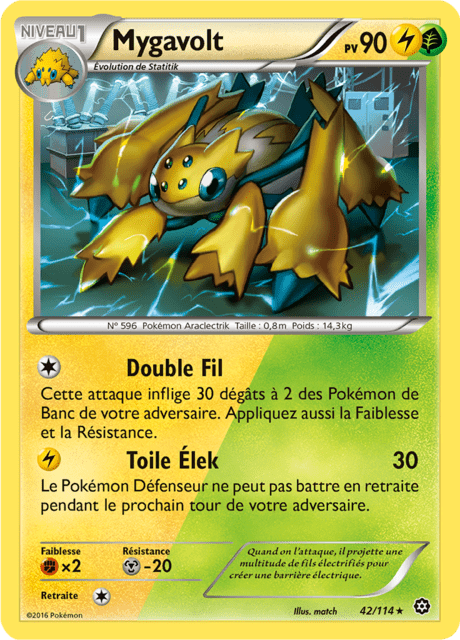 NIVEAU 1
Mygavolt
PV 90
Évolution de Statitik
N° 596 Pokémon Araclectrik Taille : 0,8m Poids : 14,3kg
Double Fil
Cette attaque inflige 30 dégâts à 2 des Pokémon de
Banc de votre adversaire. Appliquez aussi la Faiblesse
et la Résistance.
Toile Élek 30
Le Pokémon Défenseur ne peut pas battre en retraite
pendant le prochain tour de votre adversaire.
Faiblesse Résistance
×2 -20
Quand on l'attaque, il projette une
multitude de fils électrifiés pour
créer une barrière électrique.
Retraite
©2016 Pokémon
Illus. match 42/114 ★